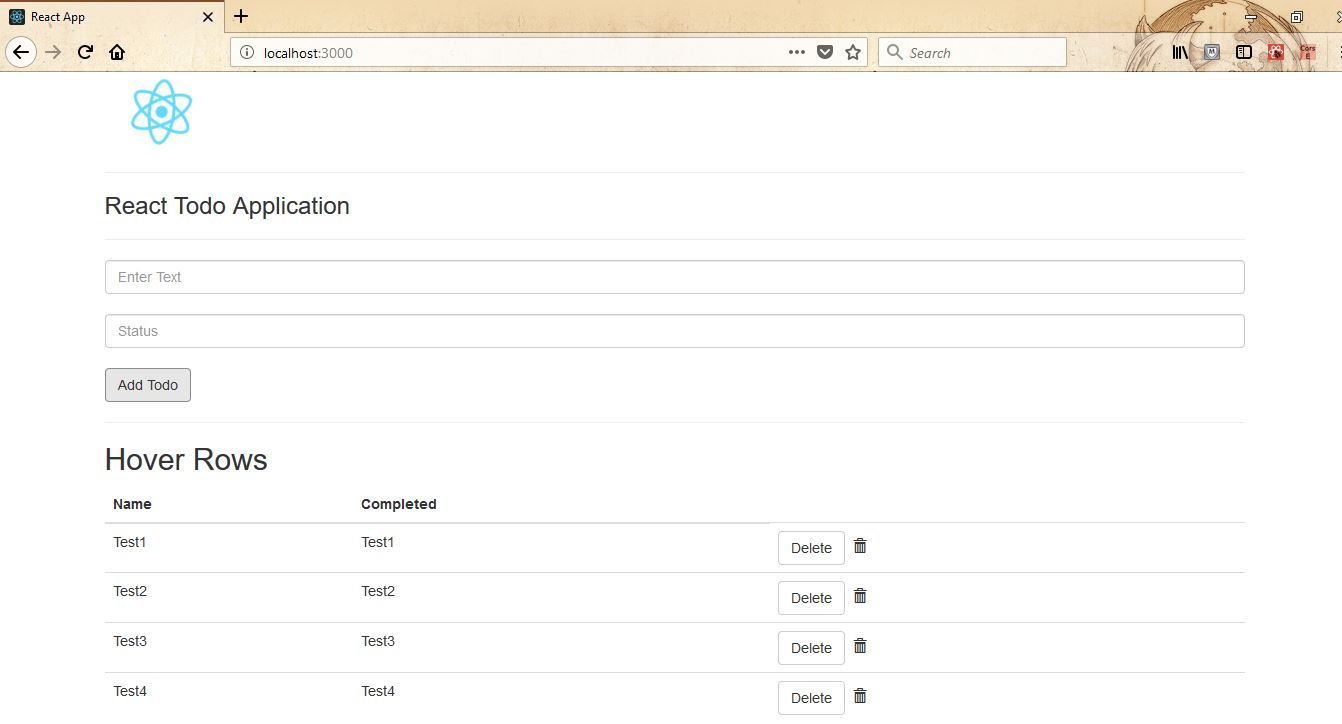 React App
localhost:3000
Search
Cors
E
React Todo Application
Enter Text
Status
Add Todo
Hover Rows
Name Completed
Test1 Test1 Delete
Test2 Test2 Delete
Test3 Test3 Delete
Test4 Test4 Delete